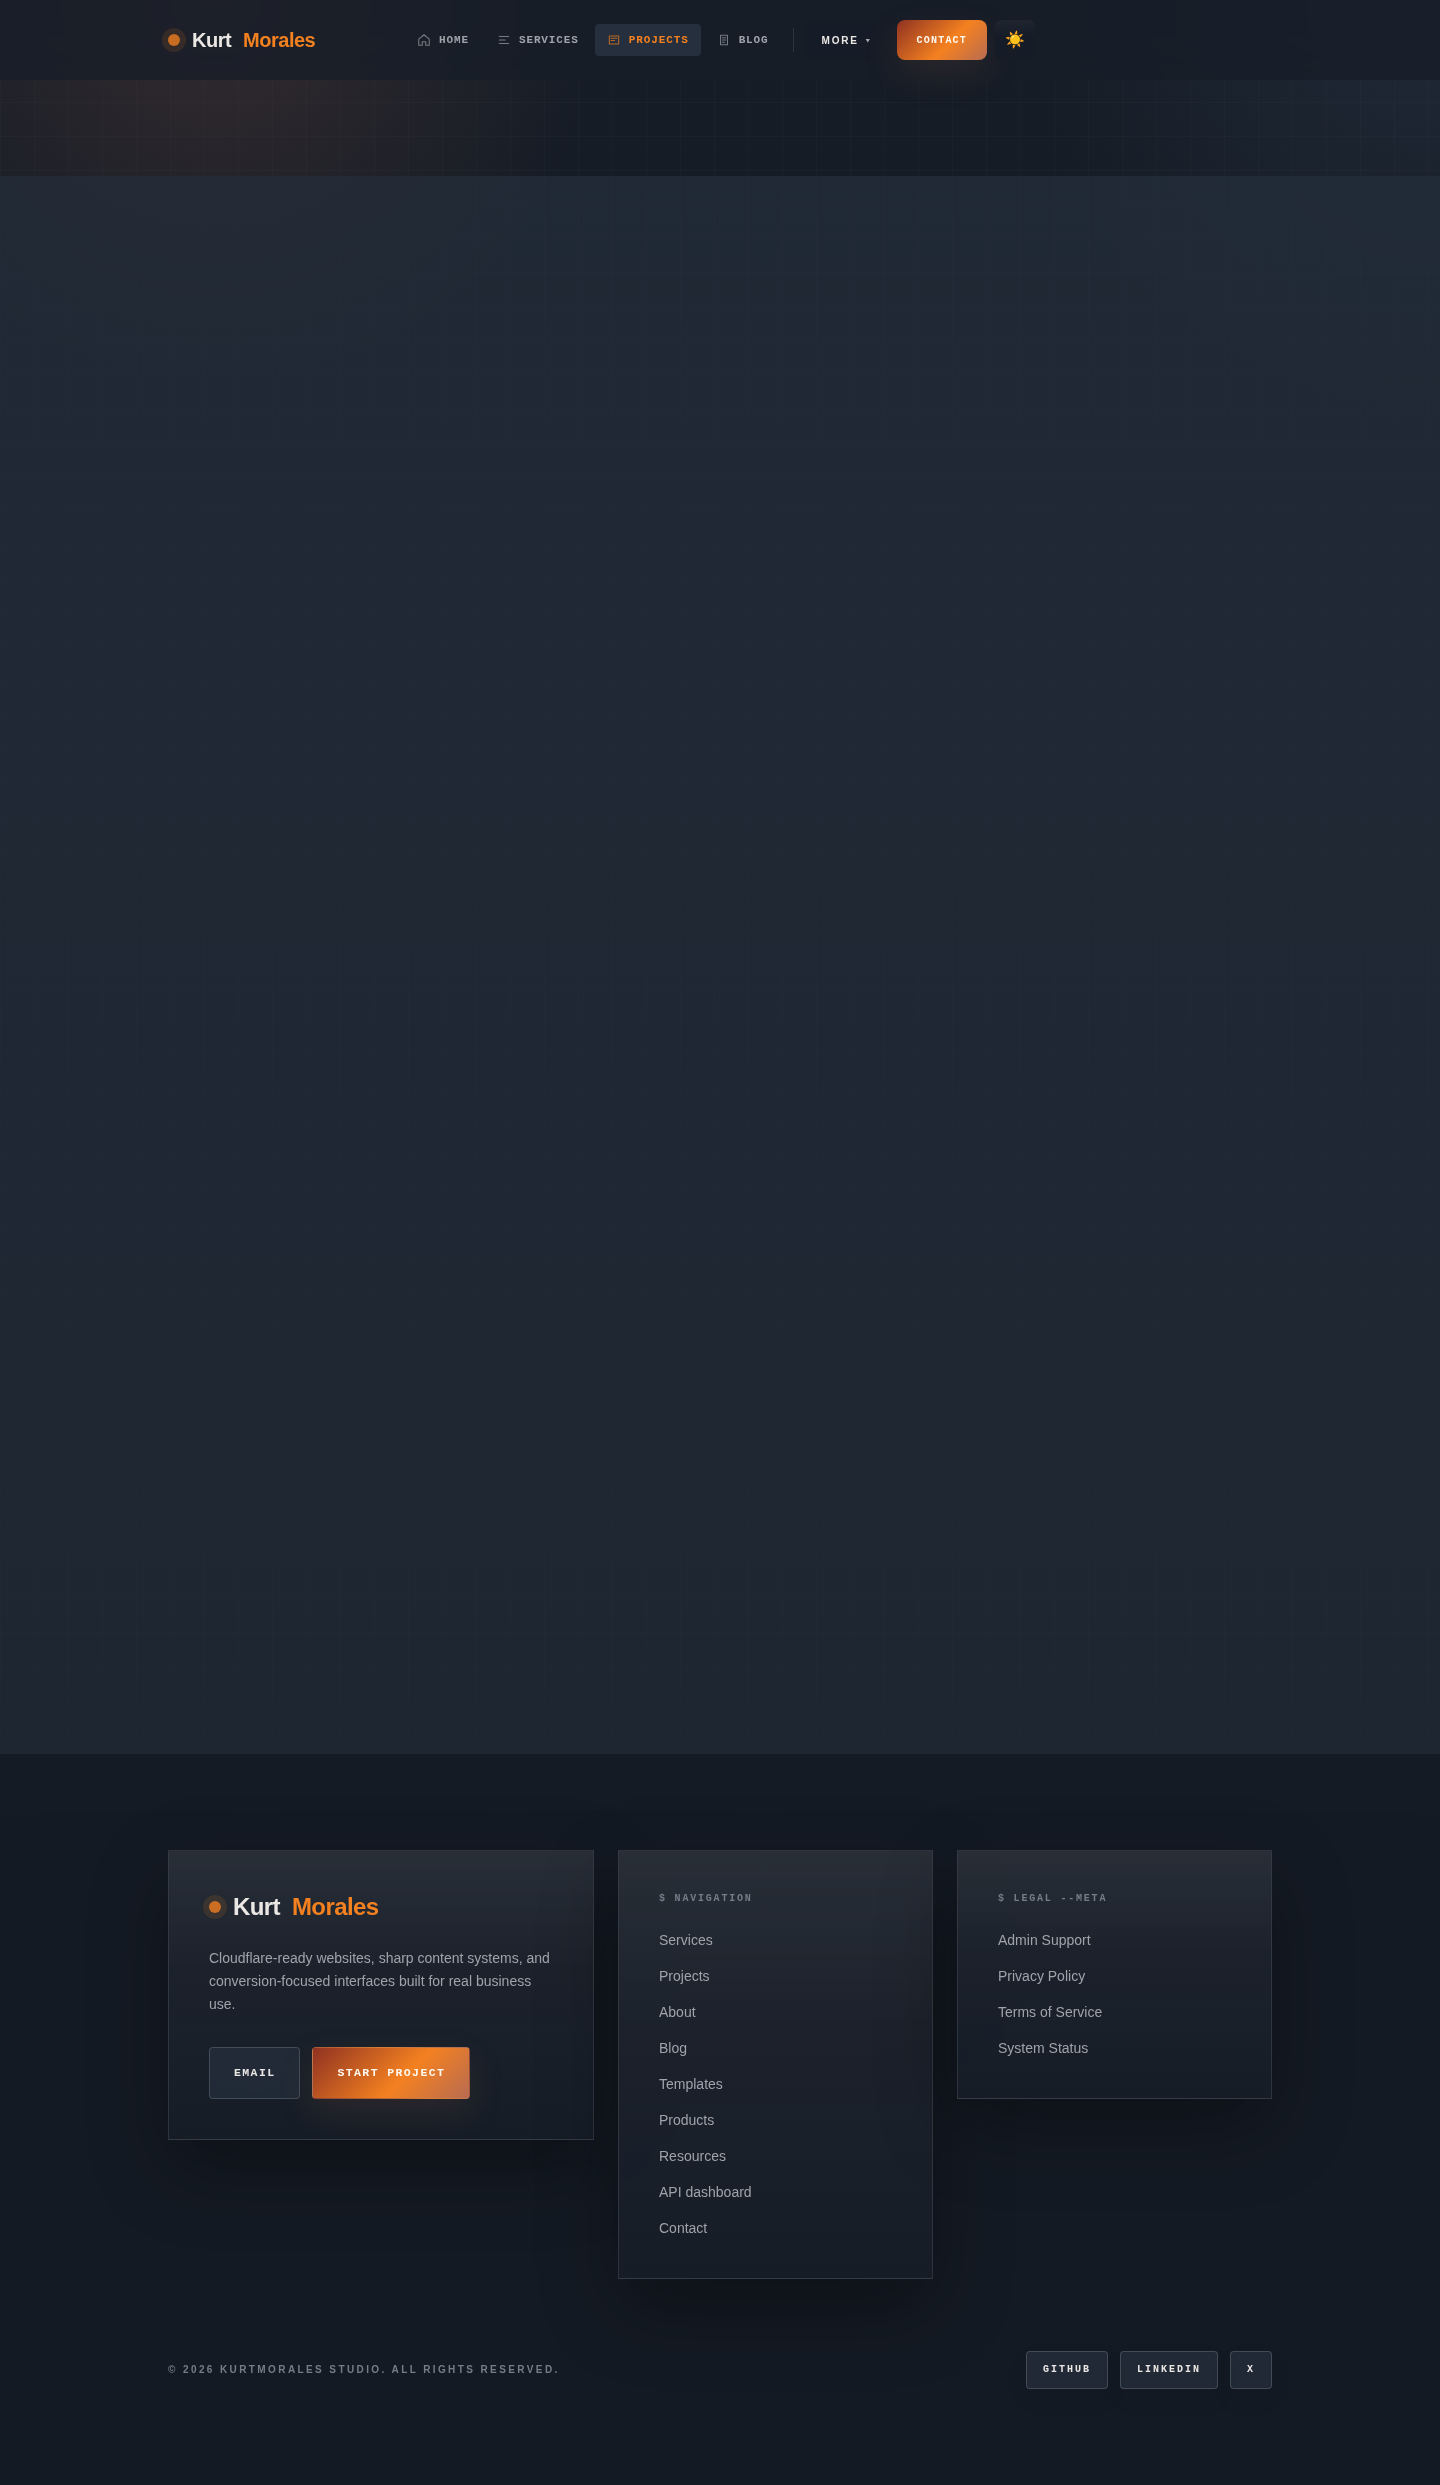 Kurt Morales HOME SERVICES PROJECTS BLOG MORE ▾ CONTACT
Kurt Morales
Cloudflare-ready websites, sharp content systems, and
conversion-focused interfaces built for real business
use.
EMAIL START PROJECT
$ NAVIGATION
Services
Projects
About
Blog
Templates
Products
Resources
API dashboard
Contact
$ LEGAL --META
Admin Support
Privacy Policy
Terms of Service
System Status
© 2026 KURTMORALES STUDIO. ALL RIGHTS RESERVED.
GITHUB LINKEDIN X